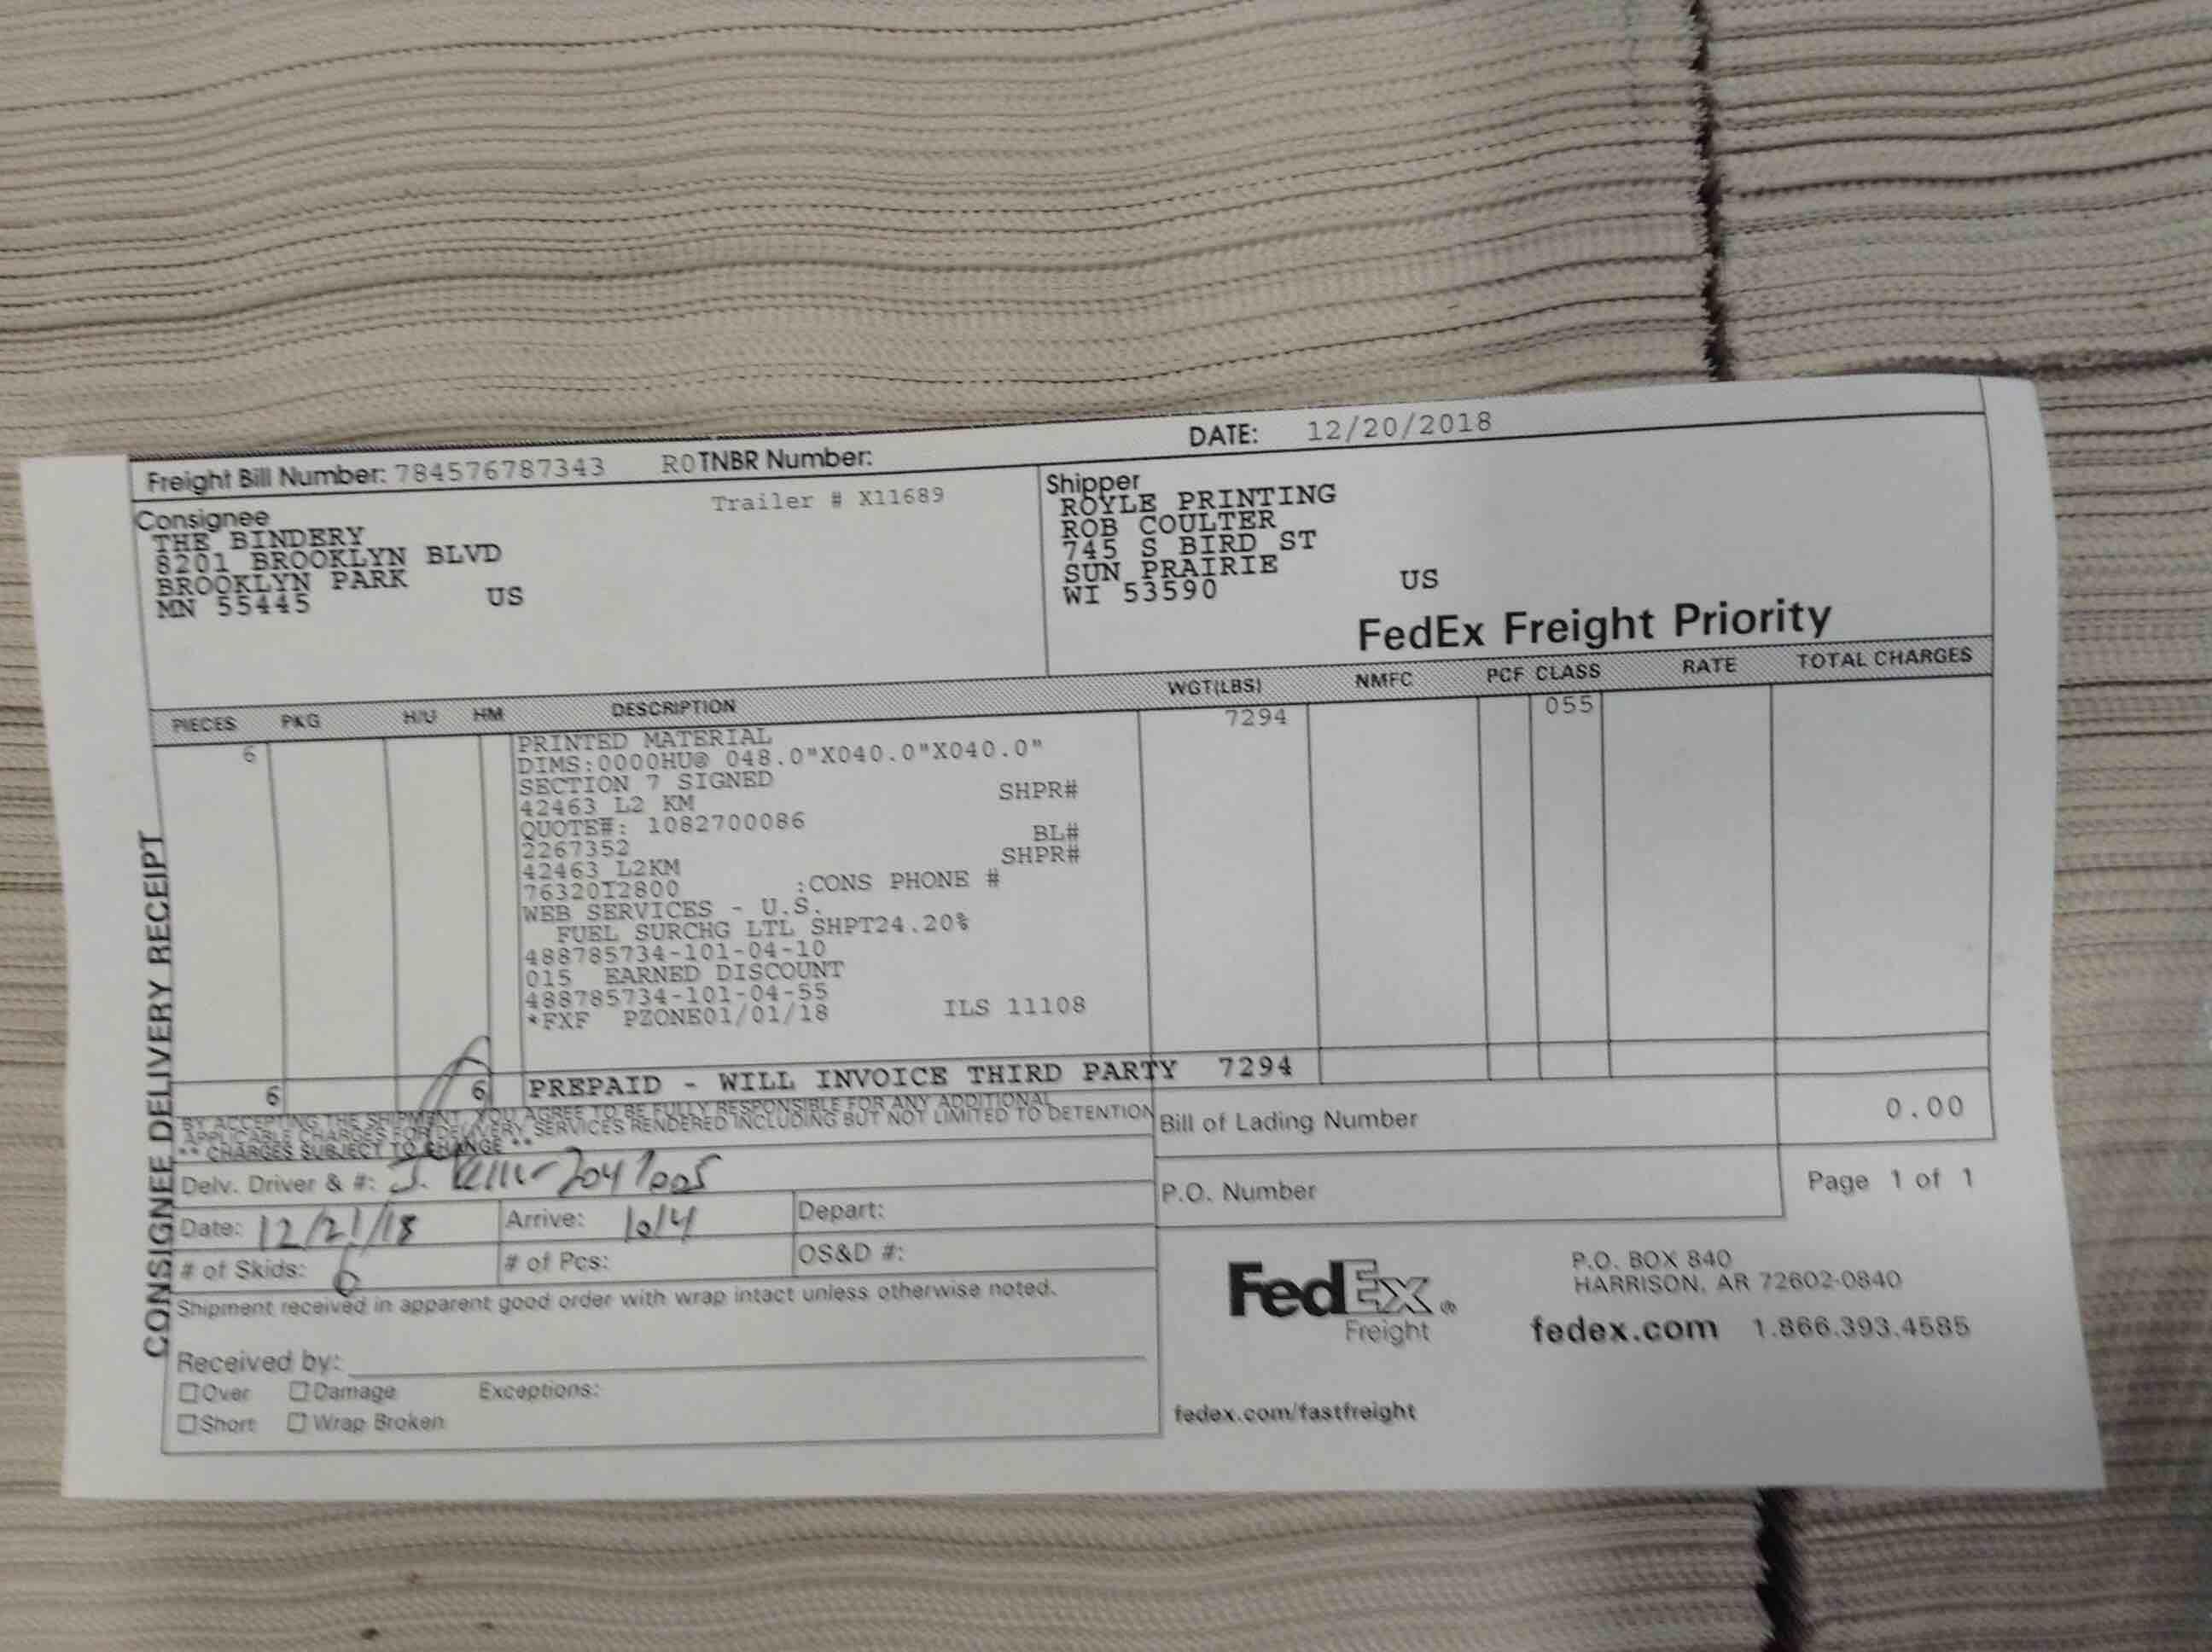 DATE: 12/20/2018
Freight Bill Number: 784576787343 ROTNBR Number:
Trailer # X11689
Consignee
THE BINDERY
8201 BROOKLYN BLVD
BROOKLYN PARK
MN 55445 US
Shipper
ROYLE PRINTING
ROB COULTER
745 S BIRD ST
SUN PRAIRIE
WI 53590 US
FedEx Freight Priority
PIECES PKG H/U HM DESCRIPTION WGT(LBS) NMFC PCF CLASS RATE TOTAL CHARGES
6 PRINTED MATERIAL 7294 055
DIMS:0000HU@ 048.0"X040.0"X040.0"
SECTION 7 SIGNED
42463 L2 KM SHPR#
QUOTE#: 1082700086
2267352 BL#
42463 L2KM SHPR#
7632012800 :CONS PHONE #
WEB SERVICES - U.S.
FUEL SURCHG LTL SHPT24.20%
488785734-101-04-10
015 EARNED DISCOUNT
488785734-101-04-55
*FXF PZONE01/01/18 ILS 11108
6 6 PREPAID - WILL INVOICE THIRD PARTY 7294
BY ACCEPTING THE SHIPMENT, YOU AGREE TO BE FULLY RESPONSIBLE FOR ANY ADDITIONAL
APPLICABLE CHARGES FOR DELIVERY SERVICES RENDERED INCLUDING BUT NOT LIMITED TO DETENTION
** CHARGES SUBJECT TO CHANGE **
Bill of Lading Number 0.00
Delv. Driver & #: J.
P.O. Number
Page 1 of 1
Date: 12/21/18 Arrive: 1014 Depart:
# of Skids: 6 # of Pcs: OS&D #:
Shipment received in apparent good order with wrap intact unless otherwise noted.
Received by:
Over Damage Exceptions:
Short Wrap Broken
FedEx®
Freight
P.O. BOX 840
HARRISON, AR 72602-0840
fedex.com 1.866.393.4585
fedex.com/fastfreight
CONSIGNEE DELIVERY RECEIPT